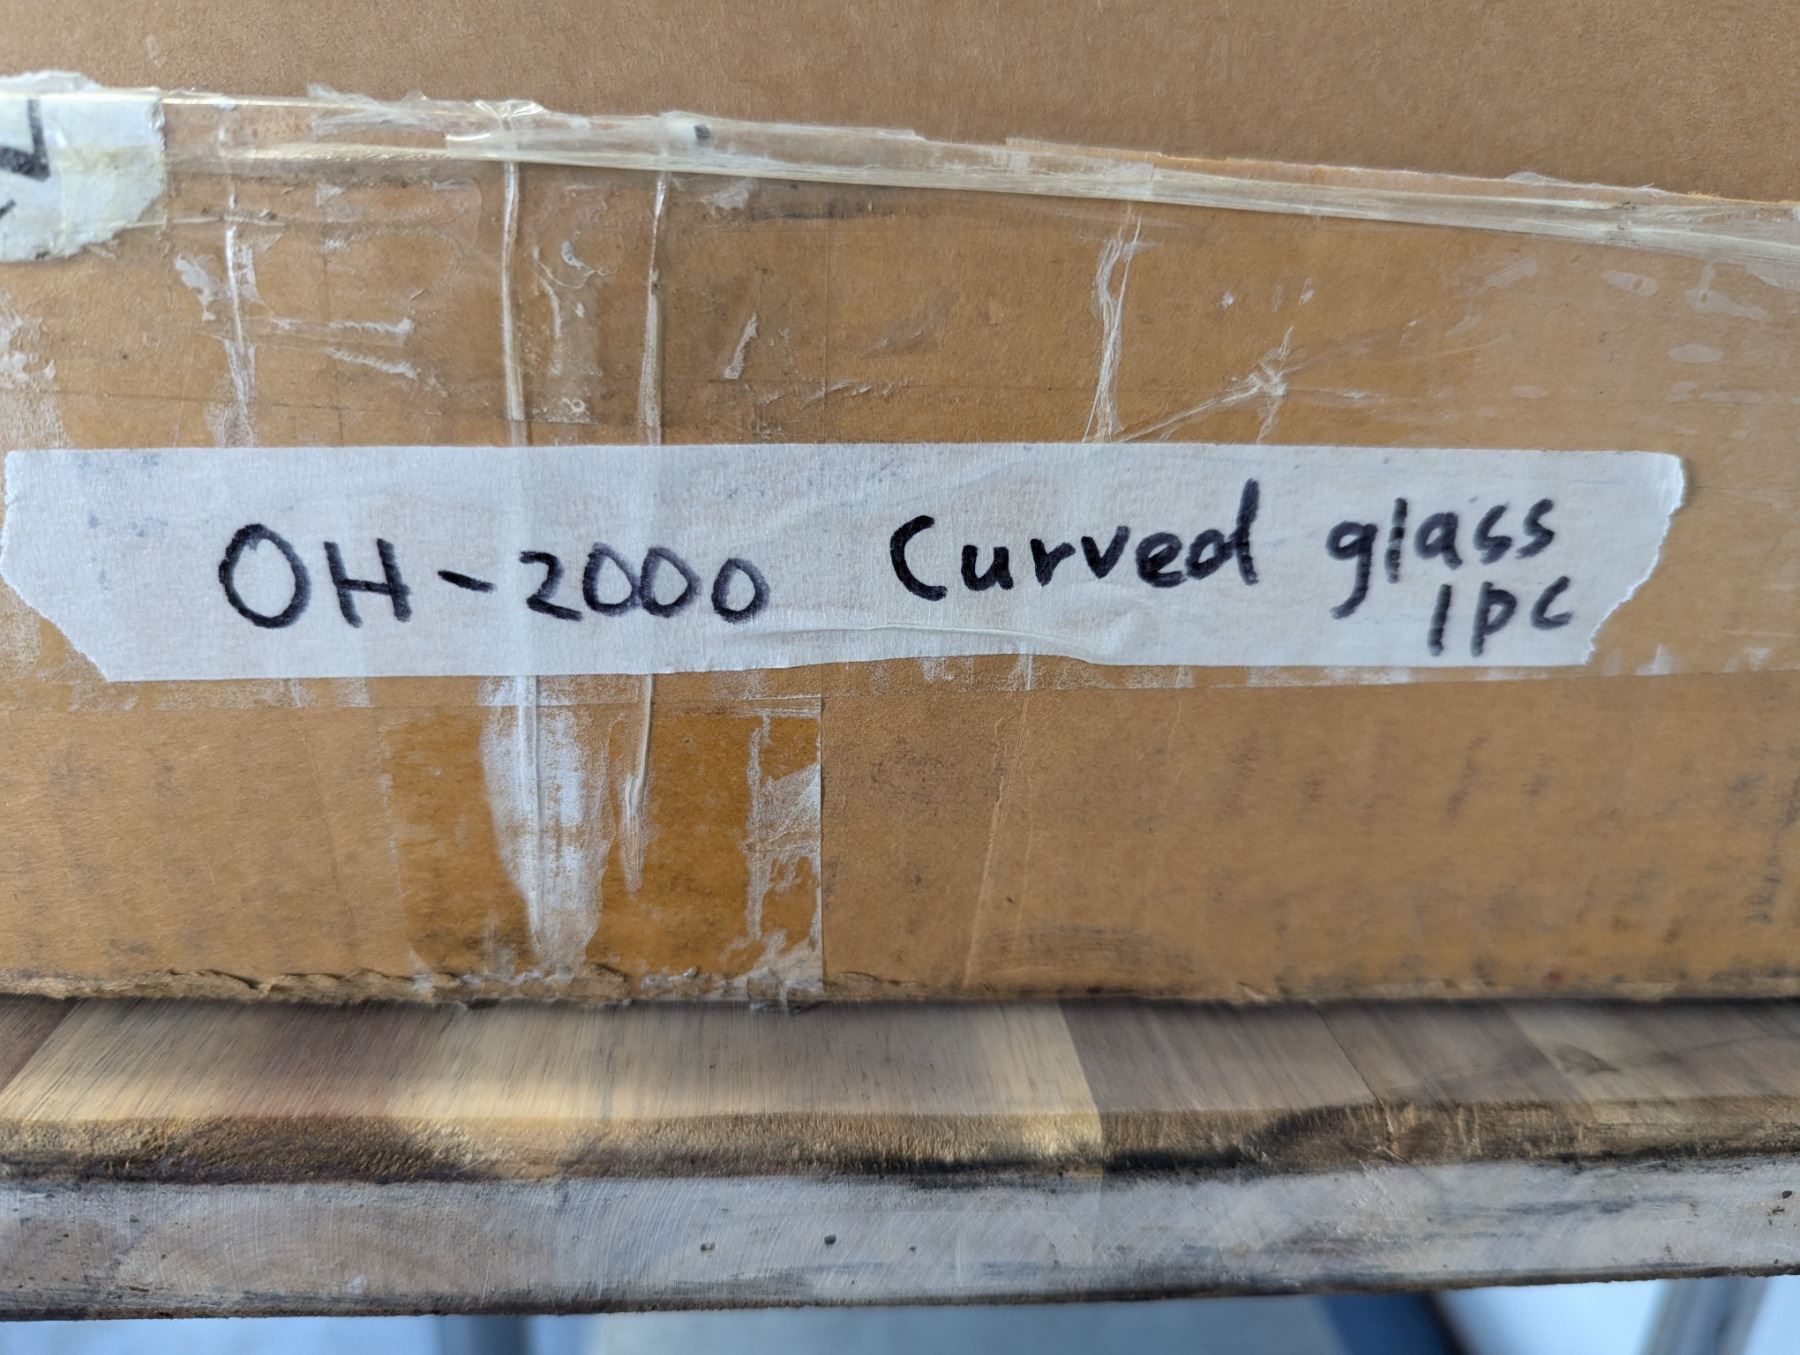 OH-2000 Curved glass
1pc